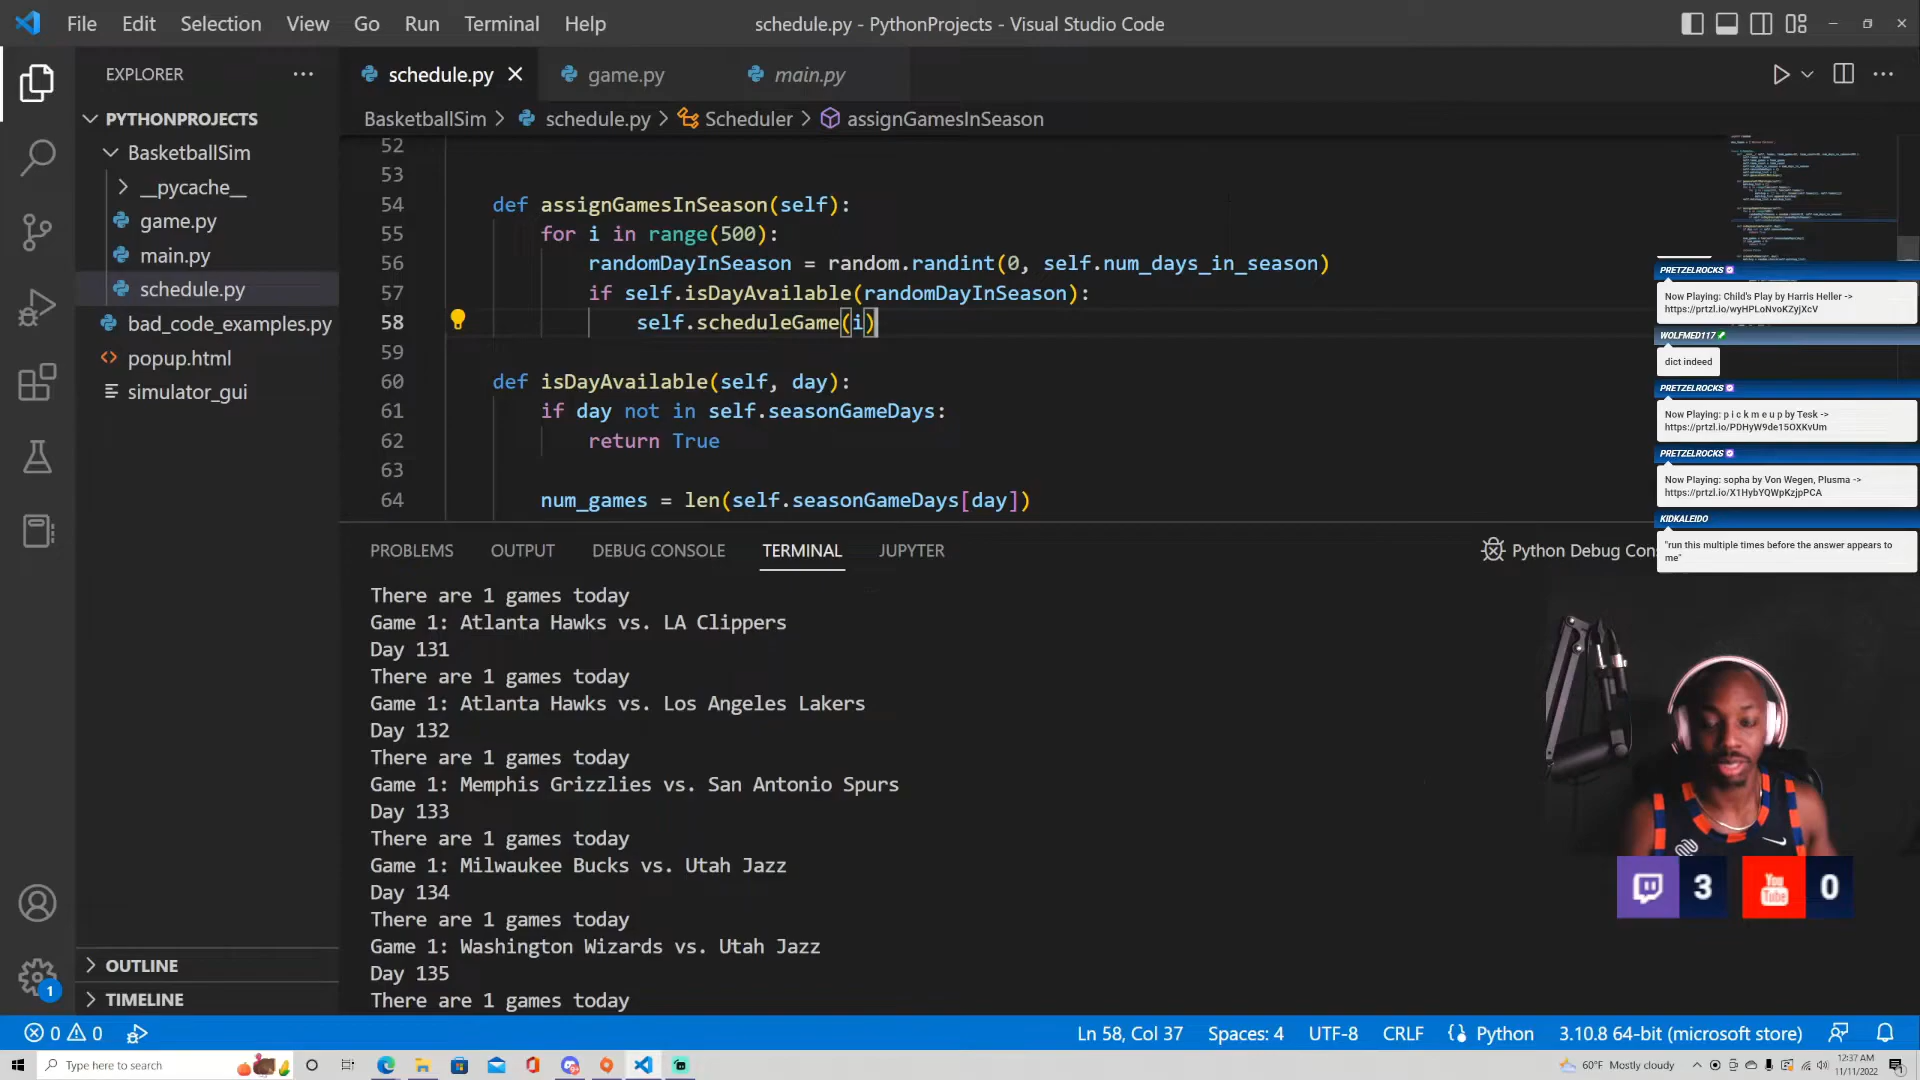 File Edit Selection View Go Run Terminal Help
schedule.py - PythonProjects - Visual Studio Code
EXPLORER
schedule.py
game.py
main.py
PYTHONPROJECTS
BasketballSim
__pycache__
game.py
main.py
schedule.py
bad_code_examples.py
popup.html
simulator_gui
OUTLINE
TIMELINE
1
BasketballSim > schedule.py > Scheduler > assignGamesInSeason
52
53
54 def assignGamesInSeason(self):
55 for i in range(500):
56 randomDayInSeason = random.randint(0, self.num_days_in_season)
57 if self.isDayAvailable(randomDayInSeason):
58 self.scheduleGame(i)
59
60 def isDayAvailable(self, day):
61 if day not in self.seasonGameDays:
62 return True
63
64 num_games = len(self.seasonGameDays[day])
PROBLEMS OUTPUT DEBUG CONSOLE TERMINAL JUPYTER
Python Debug Con
There are 1 games today
Game 1: Atlanta Hawks vs. LA Clippers
Day 131
There are 1 games today
Game 1: Atlanta Hawks vs. Los Angeles Lakers
Day 132
There are 1 games today
Game 1: Memphis Grizzlies vs. San Antonio Spurs
Day 133
There are 1 games today
Game 1: Milwaukee Bucks vs. Utah Jazz
Day 134
There are 1 games today
Game 1: Washington Wizards vs. Utah Jazz
Day 135
There are 1 games today
PRETZELROCKS
Now Playing: Child's Play by Harris Heller ->
https://prtzl.io/wyHPLoNvoKZyjXcV
WOLFMED117
dict indeed
PRETZELROCKS
Now Playing: p i c k m e u p by Tesk ->
https://prtzl.io/PDHyW9de15OXKvUm
PRETZELROCKS
Now Playing: sopha by Von Wegen, Plusma ->
https://prtzl.io/X1HybYQWpKzjpPCA
KIDKALEIDO
"run this multiple times before the answer appears to
me"
3
You
Tube
0
0 0
Ln 58, Col 37 Spaces: 4 UTF-8 CRLF Python 3.10.8 64-bit (microsoft store)
Type here to search
60°F Mostly cloudy
12:37 AM
11/11/2022